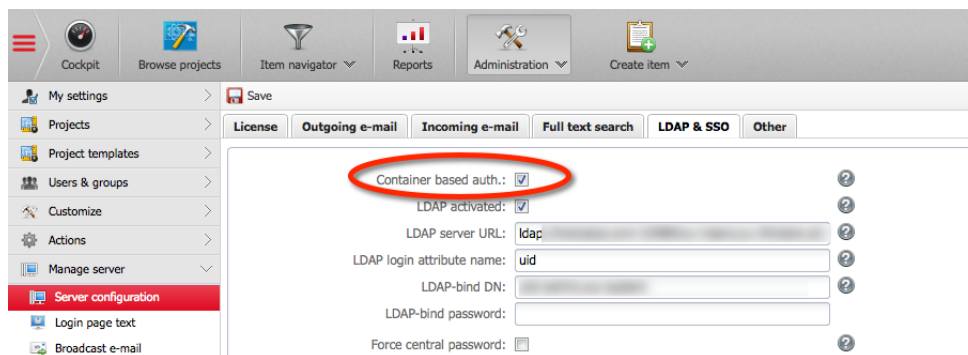 Cockpit
Browse projects
Item navigator
Reports
Administration
Create item
My settings
Projects
Project templates
Users & groups
Customize
Actions
Manage server
Server configuration
Login page text
Broadcast e-mail
Save
License
Outgoing e-mail
Incoming e-mail
Full text search
LDAP & SSO
Other
Container based auth.:
LDAP activated:
LDAP server URL: ldap
LDAP login attribute name: uid
LDAP-bind DN:
LDAP-bind password:
Force central password: